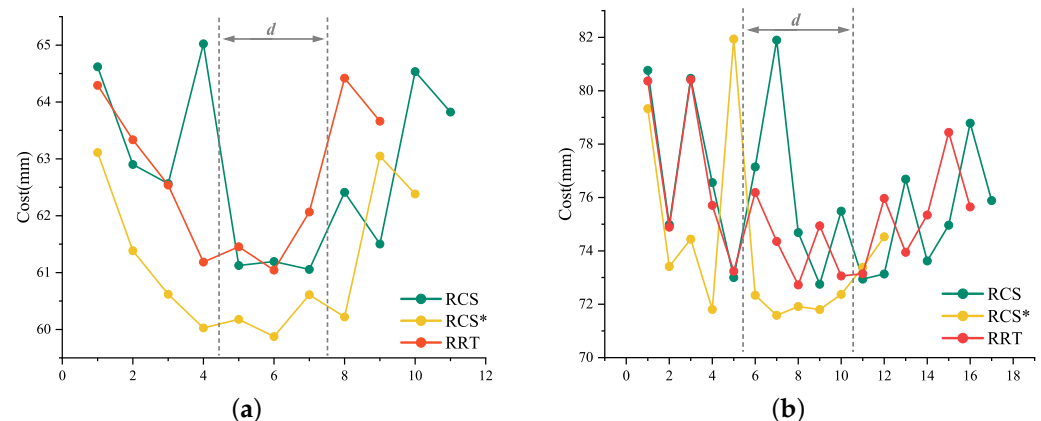 d
65
64
63
62
61
60
Cost(mm)
RCS
RCS*
RRT
0 2 4 6 8 10 12
(a)
d
82
80
78
76
74
72
70
Cost(mm)
RCS
RCS*
RRT
0 2 4 6 8 10 12 14 16 18
(b)